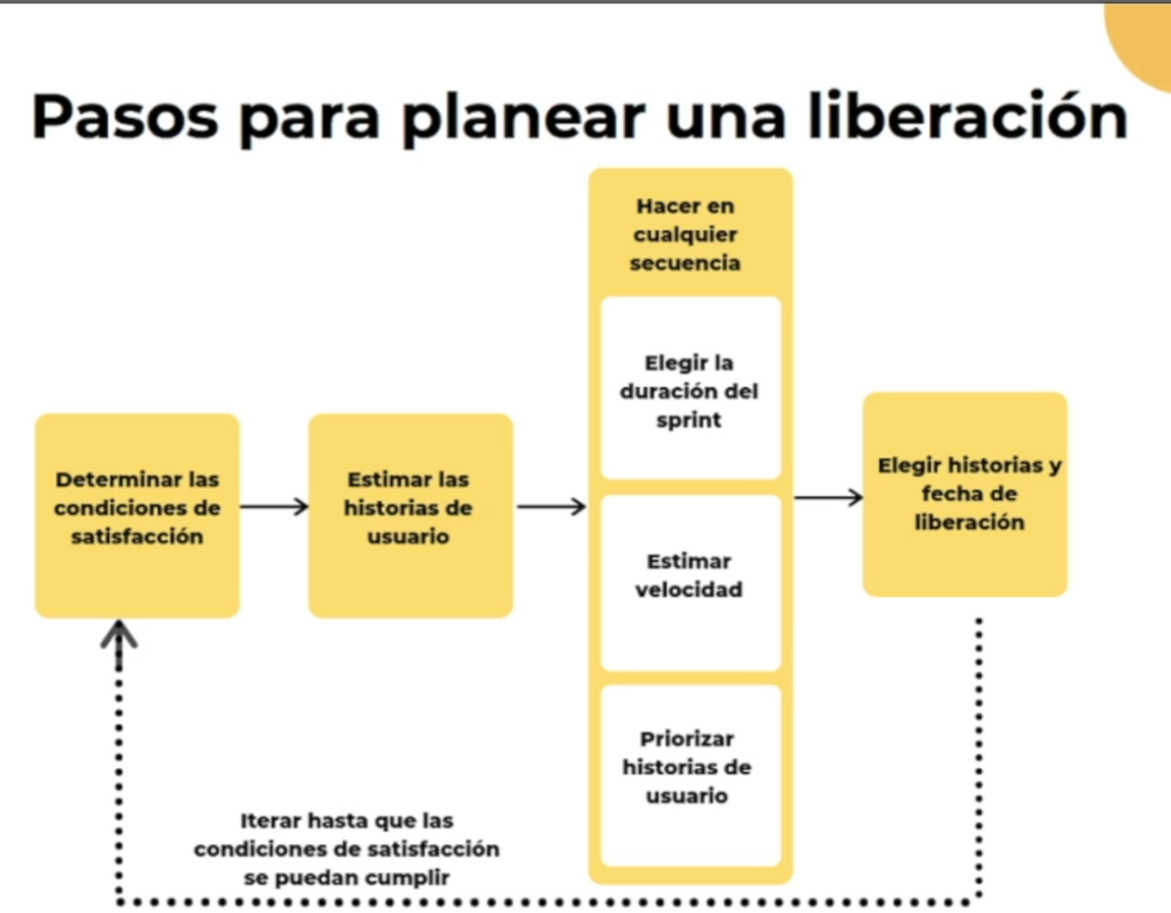 Pasos para planear una liberación
Determinar las
condiciones de
satisfacción
Estimar las
historias de
usuario
Hacer en
cualquier
secuencia
Elegir la
duración del
sprint
Estimar
velocidad
Priorizar
historias de
usuario
Elegir historias y
fecha de
liberación
Iterar hasta que las
condiciones de satisfacción
se puedan cumplir